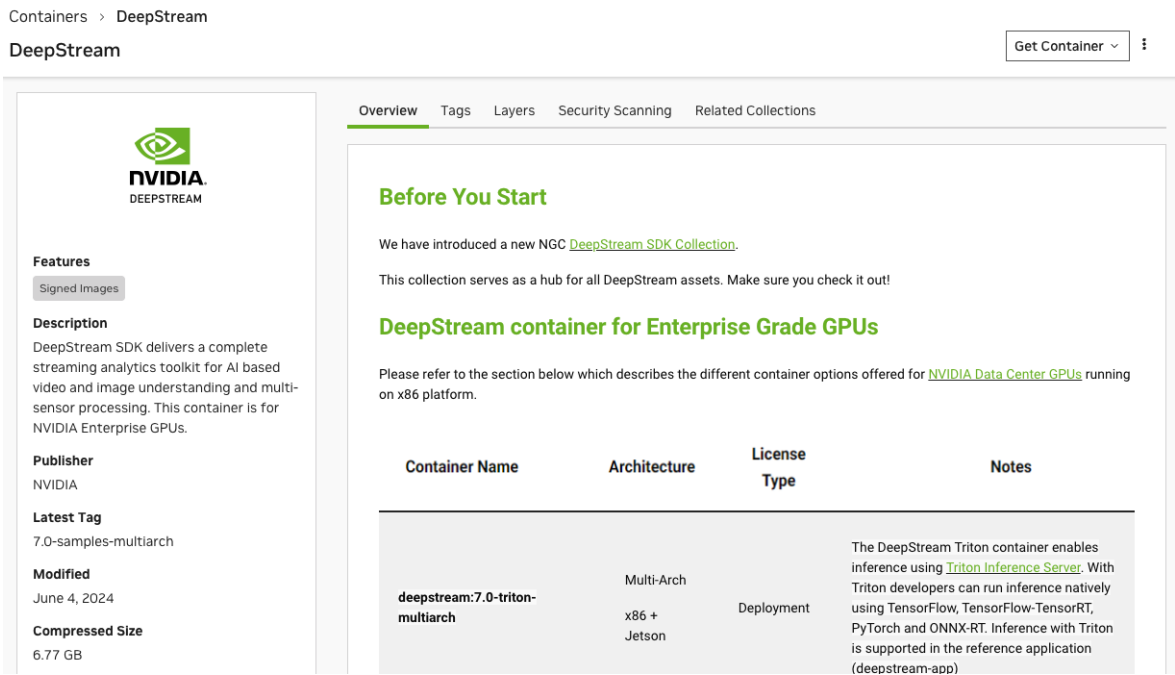 Containers > DeepStream
DeepStream
Get Container
NVIDIA.
DEEPSTREAM
Features
Signed Images
Description
DeepStream SDK delivers a complete
streaming analytics toolkit for AI based
video and image understanding and multi-
sensor processing. This container is for
NVIDIA Enterprise GPUs.
Publisher
NVIDIA
Latest Tag
7.0-samples-multiarch
Modified
June 4, 2024
Compressed Size
6.77 GB
Overview Tags Layers Security Scanning Related Collections
Before You Start
We have introduced a new NGC DeepStream SDK Collection.
This collection serves as a hub for all DeepStream assets. Make sure you check it out!
DeepStream container for Enterprise Grade GPUs
Please refer to the section below which describes the different container options offered for NVIDIA Data Center GPUs running
on x86 platform.
Container Name Architecture License Type Notes
deepstream:7.0-triton-
multiarch
Multi-Arch
x86 +
Jetson
Deployment
The DeepStream Triton container enables
inference using Triton Inference Server. With
Triton developers can run inference natively
using TensorFlow, TensorFlow-TensorRT,
PyTorch and ONNX-RT. Inference with Triton
is supported in the reference application
(deepstream-app)